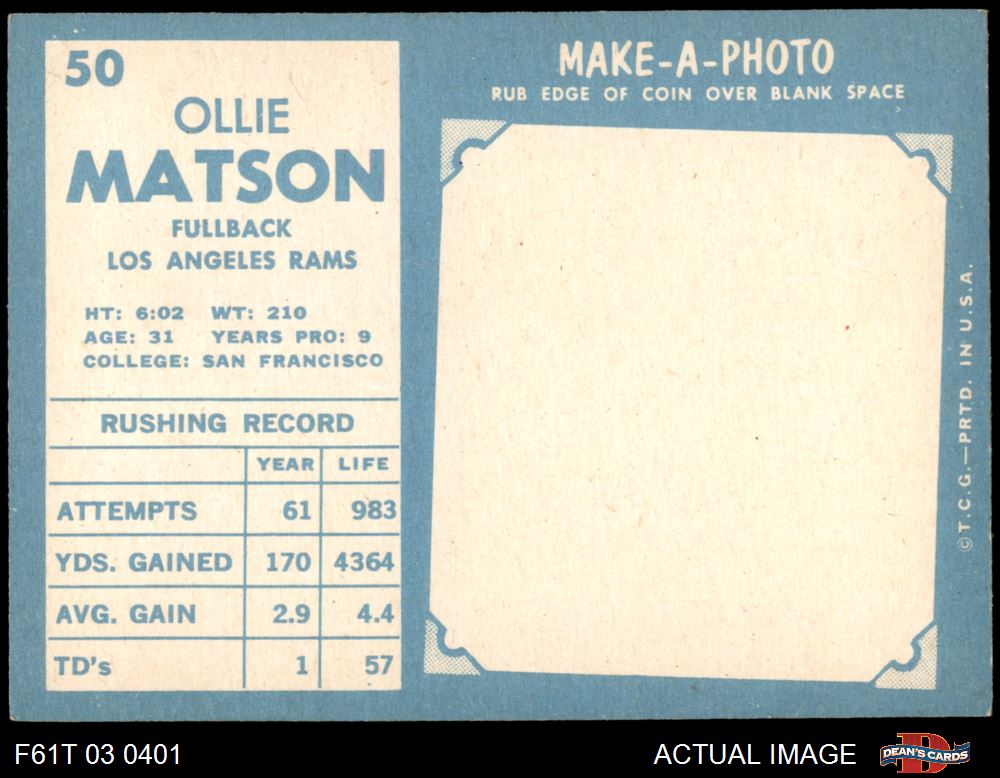 50
OLLIE
MATSON
FULLBACK
LOS ANGELES RAMS
HT: 6:02 WT: 210
AGE: 31 YEARS PRO: 9
COLLEGE: SAN FRANCISCO
RUSHING RECORD
YEAR LIFE
ATTEMPTS 61 983
YDS. GAINED 170 4364
AVG. GAIN 2.9 4.4
TD's 1 57
MAKE-A-PHOTO
RUB EDGE OF COIN OVER BLANK SPACE
©T.C.G.—PRTD. IN U.S.A.
F61T 03 0401
ACTUAL IMAGE
DEAN'S CARDS